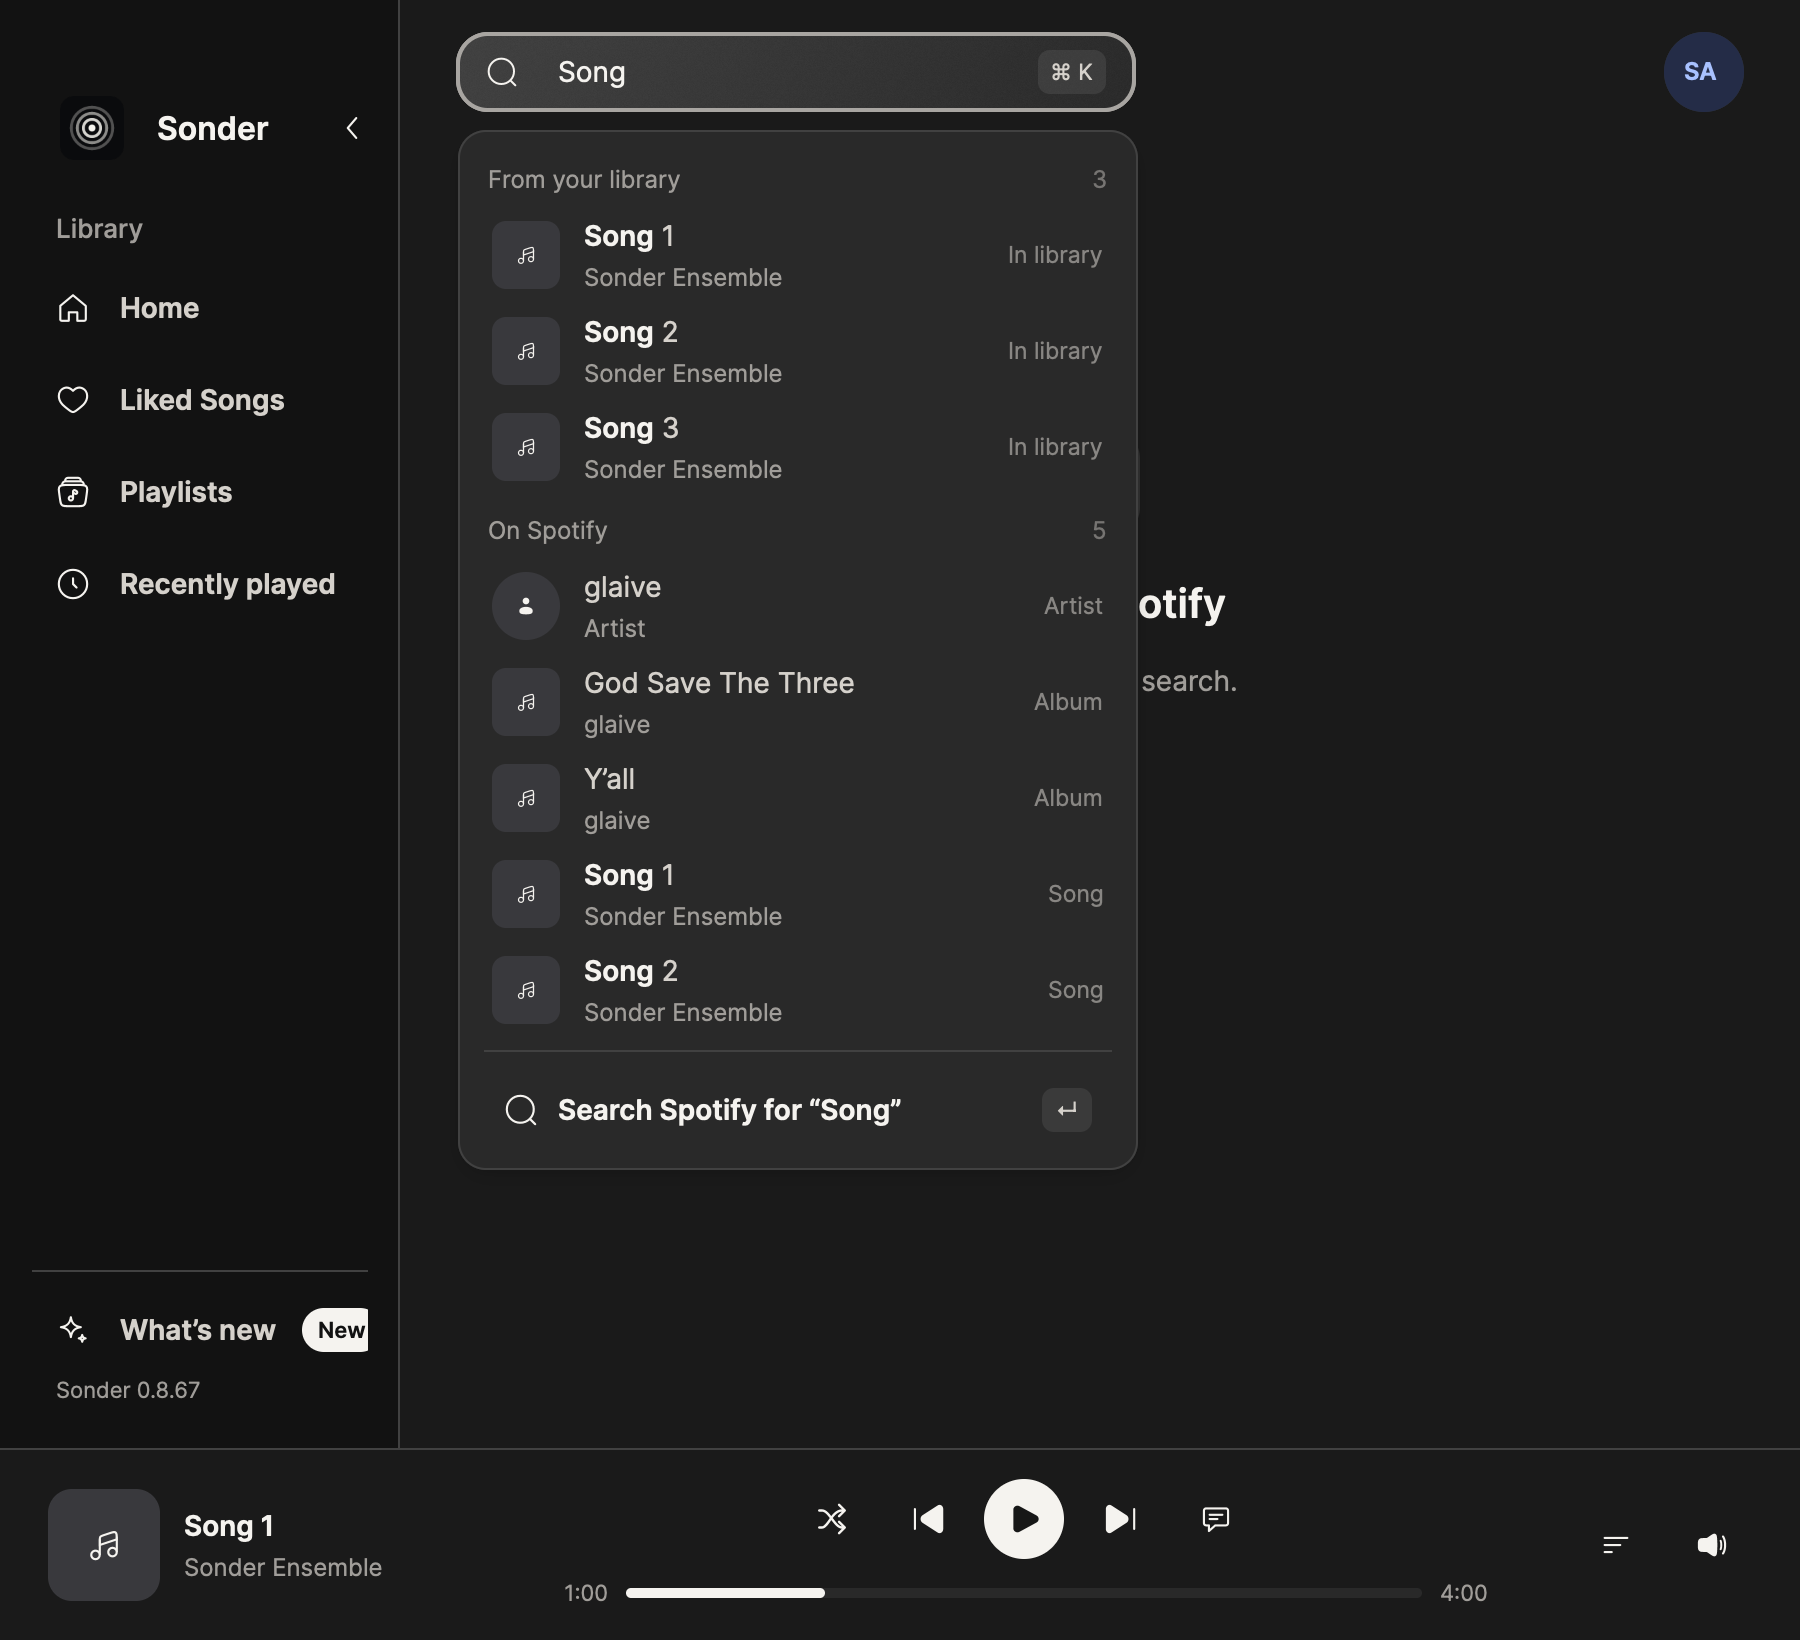 Song
⌘ K
SA
Sonder
Library
Home
Liked Songs
Playlists
Recently played
From your library 3
Song 1
Sonder Ensemble
In library
Song 2
Sonder Ensemble
In library
Song 3
Sonder Ensemble
In library
On Spotify 5
glaive
Artist
Artist
God Save The Three
glaive
Album
Y’all
glaive
Album
Song 1
Sonder Ensemble
Song
Song 2
Sonder Ensemble
Song
Search Spotify for “Song”
otify
search.
What’s new New
Sonder 0.8.67
Song 1
Sonder Ensemble
1:00 4:00